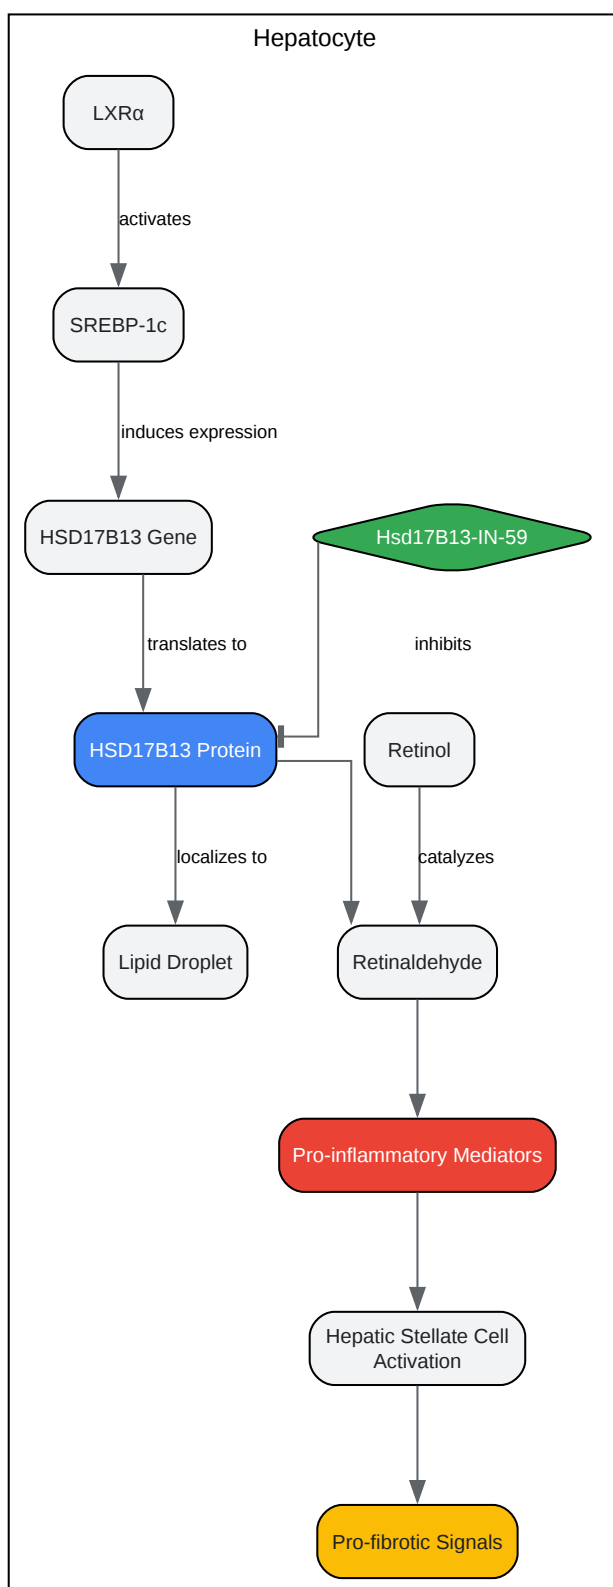 Hepatocyte
LXRα
activates
SREBP-1c
induces expression
HSD17B13 Gene
Hsd17B13-IN-59
translates to
inhibits
HSD17B13 Protein
Retinol
localizes to
catalyzes
Lipid Droplet
Retinaldehyde
Pro-inflammatory Mediators
Hepatic Stellate Cell
Activation
Pro-fibrotic Signals